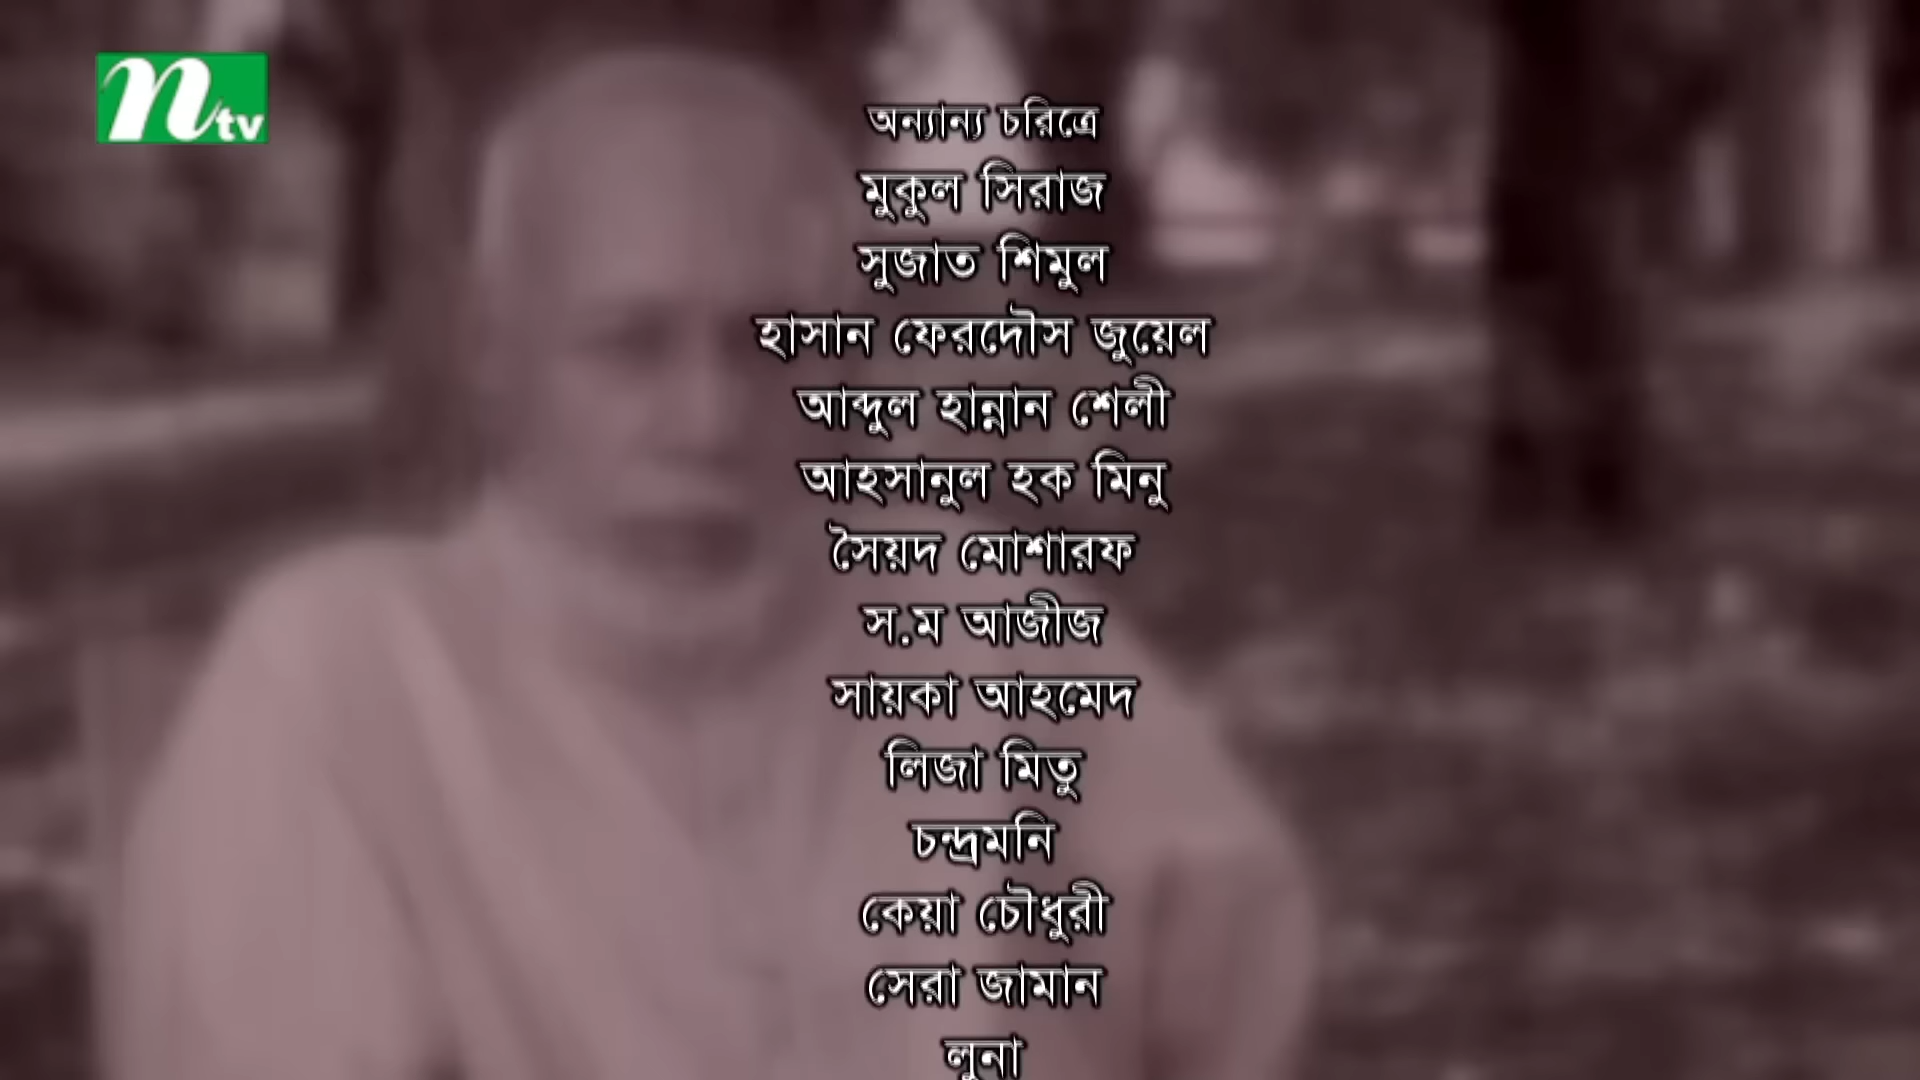 ntv
অন্যান্য চরিত্রে
মুকুল সিরাজ
সুজাত শিমুল
হাসান ফেরদৌস জুয়েল
আব্দুল হান্নান শেলী
আহসানুল হক মিনু
সৈয়দ মোশারফ
স.ম আজীজ
সায়কা আহমেদ
লিজা মিতু
চন্দ্রমনি
কেয়া চৌধুরী
সেরা জামান
লুনা